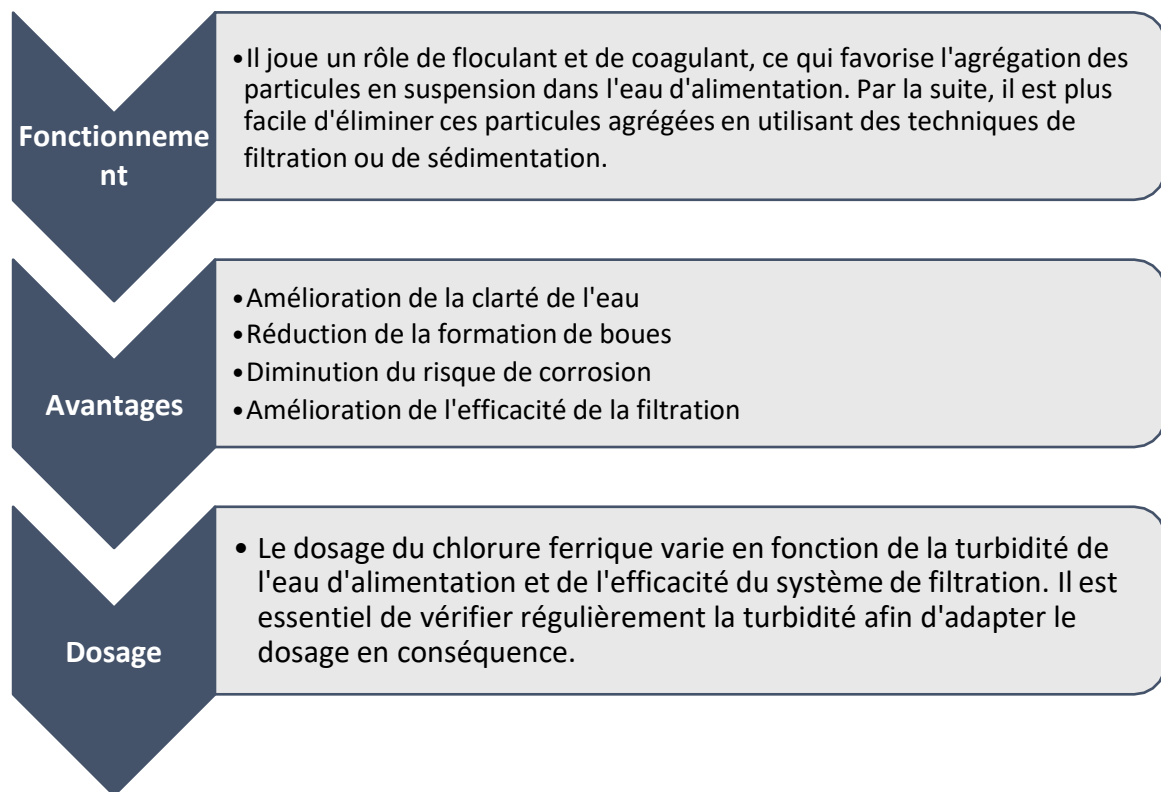 Fonctionneme
nt
•Il joue un rôle de floculant et de coagulant, ce qui favorise l'agrégation des
particules en suspension dans l'eau d'alimentation. Par la suite, il est plus
facile d'éliminer ces particules agrégées en utilisant des techniques de
filtration ou de sédimentation.
Avantages
•Amélioration de la clarté de l'eau
•Réduction de la formation de boues
•Diminution du risque de corrosion
•Amélioration de l'efficacité de la filtration
Dosage
• Le dosage du chlorure ferrique varie en fonction de la turbidité de
l'eau d'alimentation et de l'efficacité du système de filtration. Il est
essentiel de vérifier régulièrement la turbidité afin d'adapter le
dosage en conséquence.